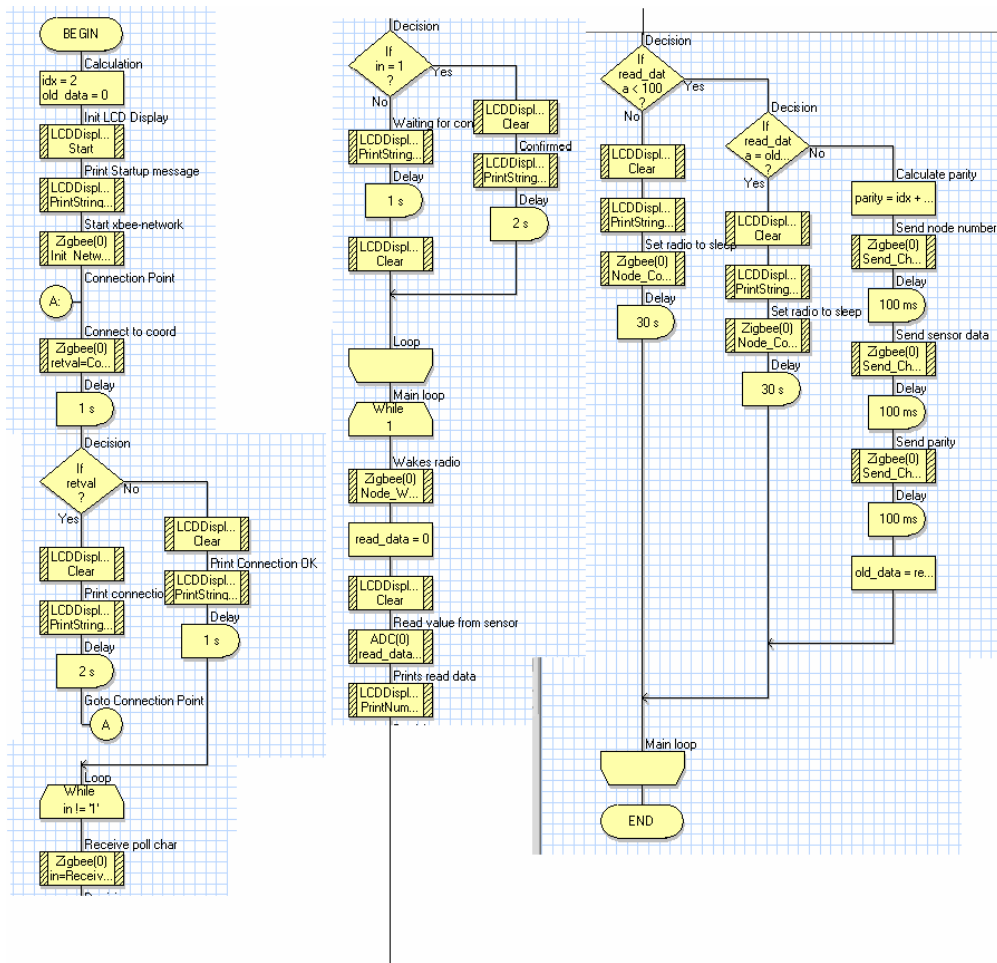 BEGIN
Calculation
idx = 2
old_data = 0
Init LCD Display
LCDDispl...
Start
Print Startup message
LCDDispl...
PrintString...
Start xbee-network
Zigbee(0)
Init_Netw...
Connection Point
A:
Connect to coord
Zigbee(0)
retval=Co...
Delay
1 s
Decision
If
retval
?
No
Yes
LCDDispl...
Clear
Print connection
LCDDispl...
PrintString...
Delay
2 s
Goto Connection Point
A
LCDDispl...
Clear
Print Connection OK
LCDDispl...
PrintString...
Delay
1 s
Loop
While
in != '1'
Receive poll char
Zigbee(0)
in=Receiv...
Decision
If
in = 1
?
Yes
No
Waiting for con
LCDDispl...
PrintString...
Delay
1 s
LCDDispl...
Clear
LCDDispl...
Clear
Confirmed
LCDDispl...
PrintString...
Delay
2 s
Loop
Main loop
While
1
Wakes radio
Zigbee(0)
Node_W...
read_data = 0
LCDDispl...
Clear
Read value from sensor
ADC(0)
read_data...
Prints read data
LCDDispl...
PrintNum...
Decision
If
read_dat
a < 100
?
Yes
No
LCDDispl...
Clear
LCDDispl...
PrintString...
Set radio to sleep
Zigbee(0)
Node_Co...
Delay
30 s
Decision
If
read_dat
a = old...
?
No
Yes
LCDDispl...
Clear
LCDDispl...
PrintString...
Set radio to sleep
Zigbee(0)
Node_Co...
Delay
30 s
Calculate parity
parity = idx + ...
Send node number
Zigbee(0)
Send_Ch...
Delay
100 ms
Send sensor data
Zigbee(0)
Send_Ch...
Delay
100 ms
Send parity
Zigbee(0)
Send_Ch...
Delay
100 ms
old_data = re...
Main loop
END